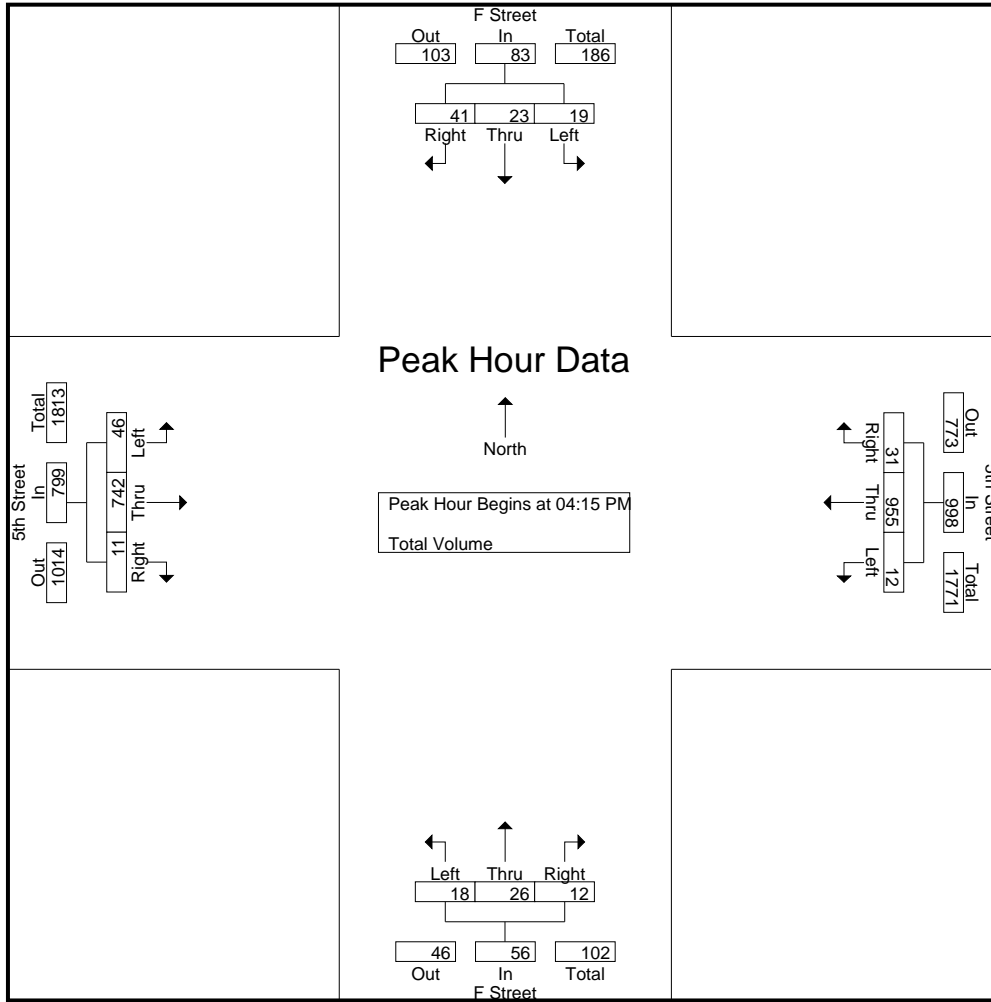 F Street
Out In Total
103 83 186
41 23 19
Right Thru Left
Peak Hour Data
North
Peak Hour Begins at 04:15 PM
Total Volume
5th Street
Total In Out
1813 799 1014
46 742 11
Left Thru Right
Right Thru Left
31 955 12
Out In Total
773 998 1771
5th Street
Left Thru Right
18 26 12
46 56 102
Out In Total
F Street